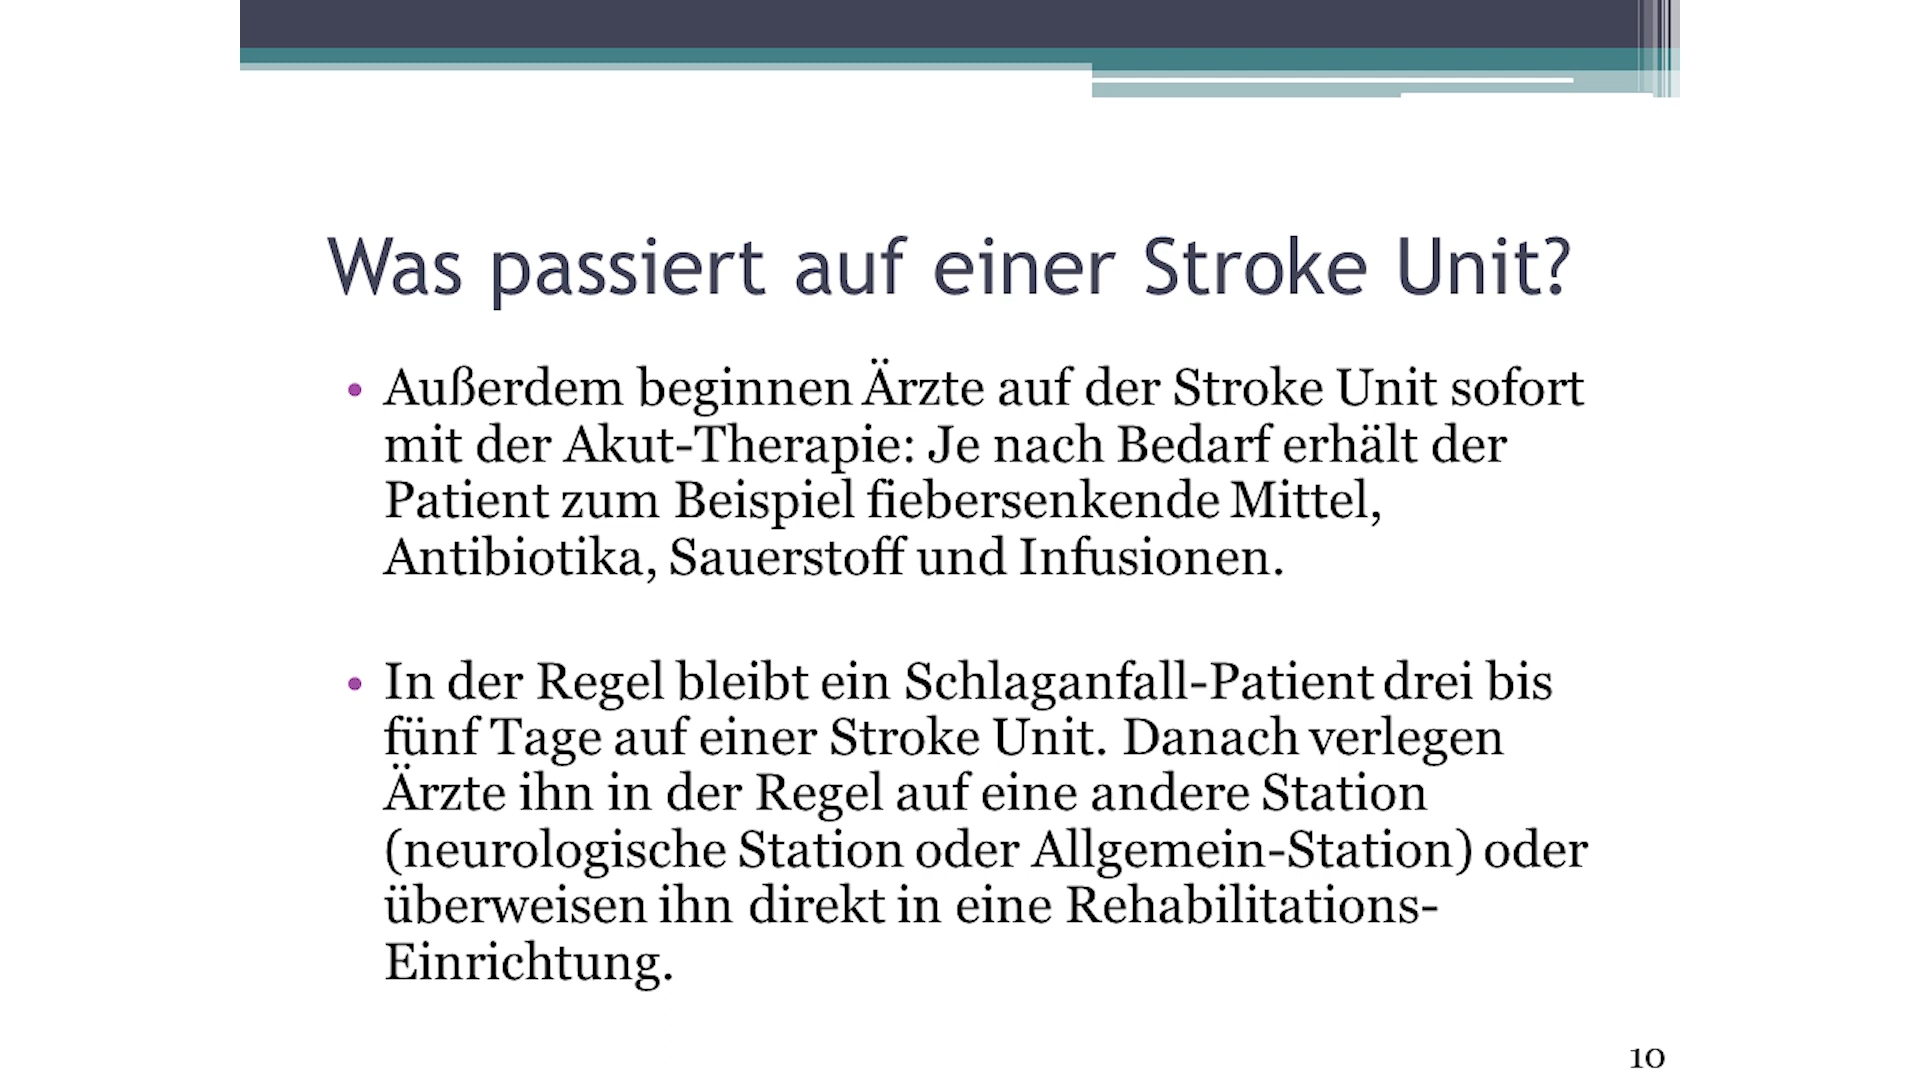 Was passiert auf einer Stroke Unit?
• Außerdem beginnen Ärzte auf der Stroke Unit sofort
mit der Akut-Therapie: Je nach Bedarf erhält der
Patient zum Beispiel fiebersenkende Mittel,
Antibiotika, Sauerstoff und Infusionen.
• In der Regel bleibt ein Schlaganfall-Patient drei bis
fünf Tage auf einer Stroke Unit. Danach verlegen
Ärzte ihn in der Regel auf eine andere Station
(neurologische Station oder Allgemein-Station) oder
überweisen ihn direkt in eine Rehabilitations-
Einrichtung.
10